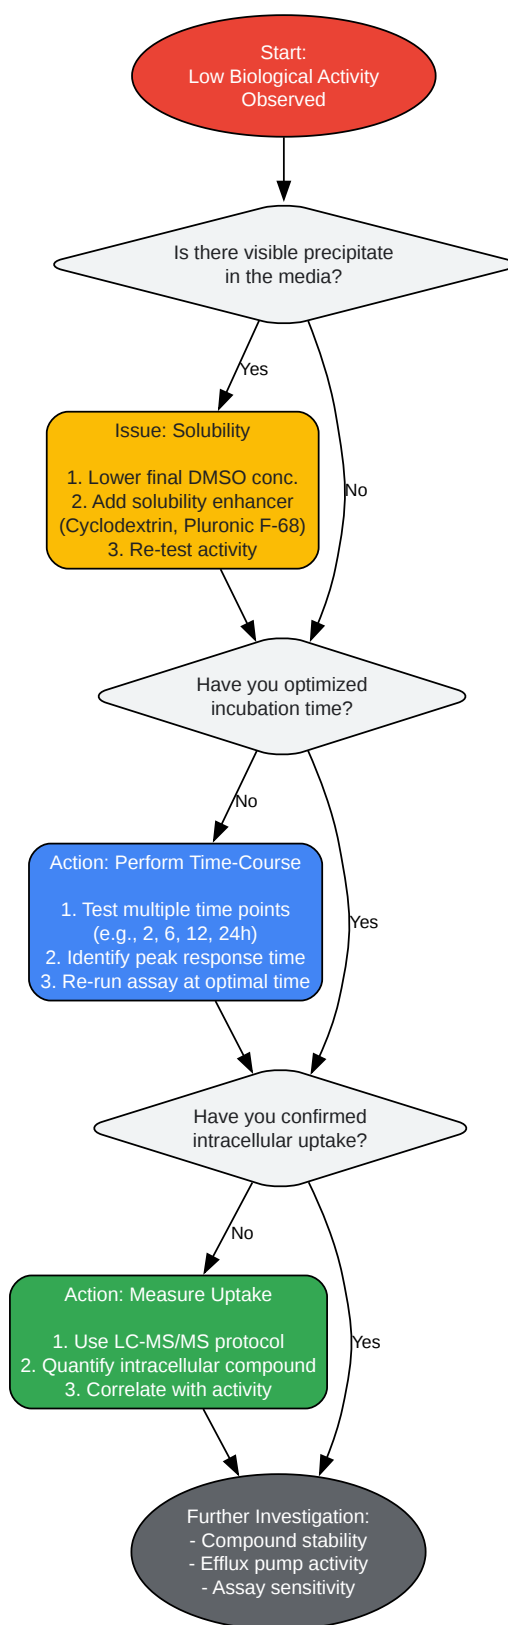 Start:
Low Biological Activity
Observed
Is there visible precipitate
in the media?
Yes
Issue: Solubility
1. Lower final DMSO conc.
2. Add solubility enhancer
(Cyclodextrin, Pluronic F-68)
3. Re-test activity
No
Have you optimized
incubation time?
No
Action: Perform Time-Course
1. Test multiple time points
(e.g., 2, 6, 12, 24h)
2. Identify peak response time
3. Re-run assay at optimal time
Yes
Have you confirmed
intracellular uptake?
No
Action: Measure Uptake
1. Use LC-MS/MS protocol
2. Quantify intracellular compound
3. Correlate with activity
Yes
Further Investigation:
- Compound stability
- Efflux pump activity
- Assay sensitivity